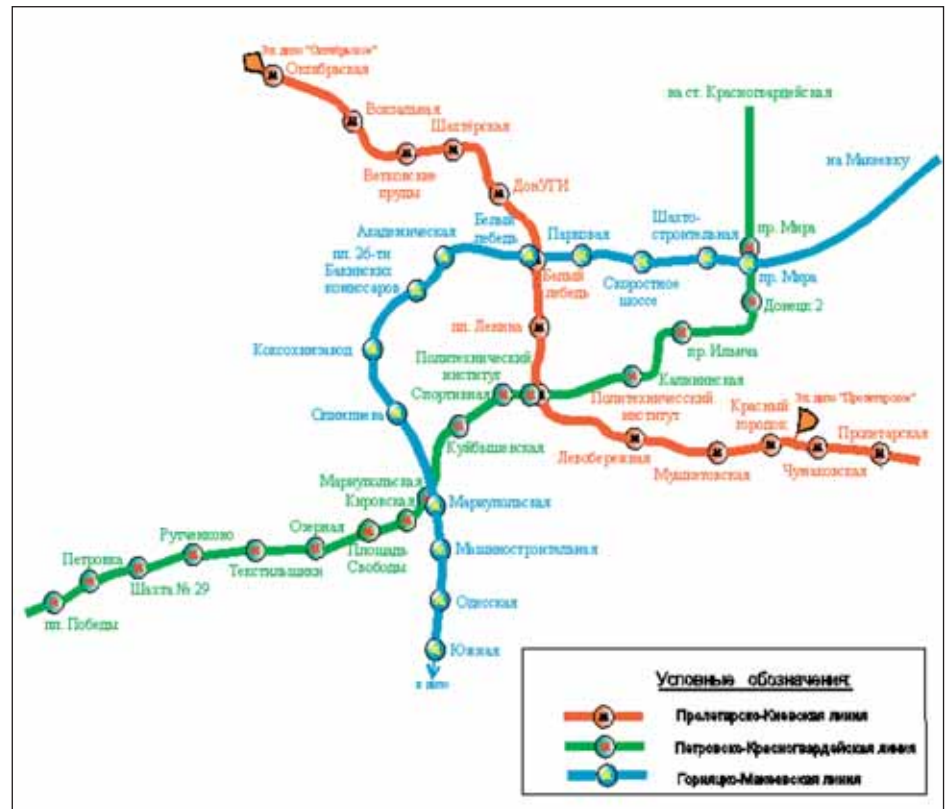 Эл. депо "Октябрьское"
Октябрьская
Вокзальная
Шахтёрская
Ветковские
пруды
ДонУГИ
на ст. Красногвардейская
на Макеевку
Академическая
Белый
лебедь
Парковая
Шахто-
строительная
пр. Мира
пл. 26-ти
Бакинских
комиссаров
Белый
лебедь
Скоростное
шоссе
пр. Мира
Донецк 2
пл. Ленина
пр. Ильича
Коксохимзавод
Политехнический
институт
Спортивная
Калининская
Политехнический
институт
Красный
городок
Эл. депо "Пролетарское"
Пролетарская
Куйбышевская
Левобережная
Мушкетовская
Чумаковская
Мариупольская
Кировская
Мариупольская
Озерная
Площадь
Свободы
Рутченково
Текстильщики
Машиностроительная
Петровка
Шахта № 29
пл. Победы
Одесская
Южная
в депо
Условные обозначения:
Пролетарско-Киевская линия
Петровско-Красногвардейская линия